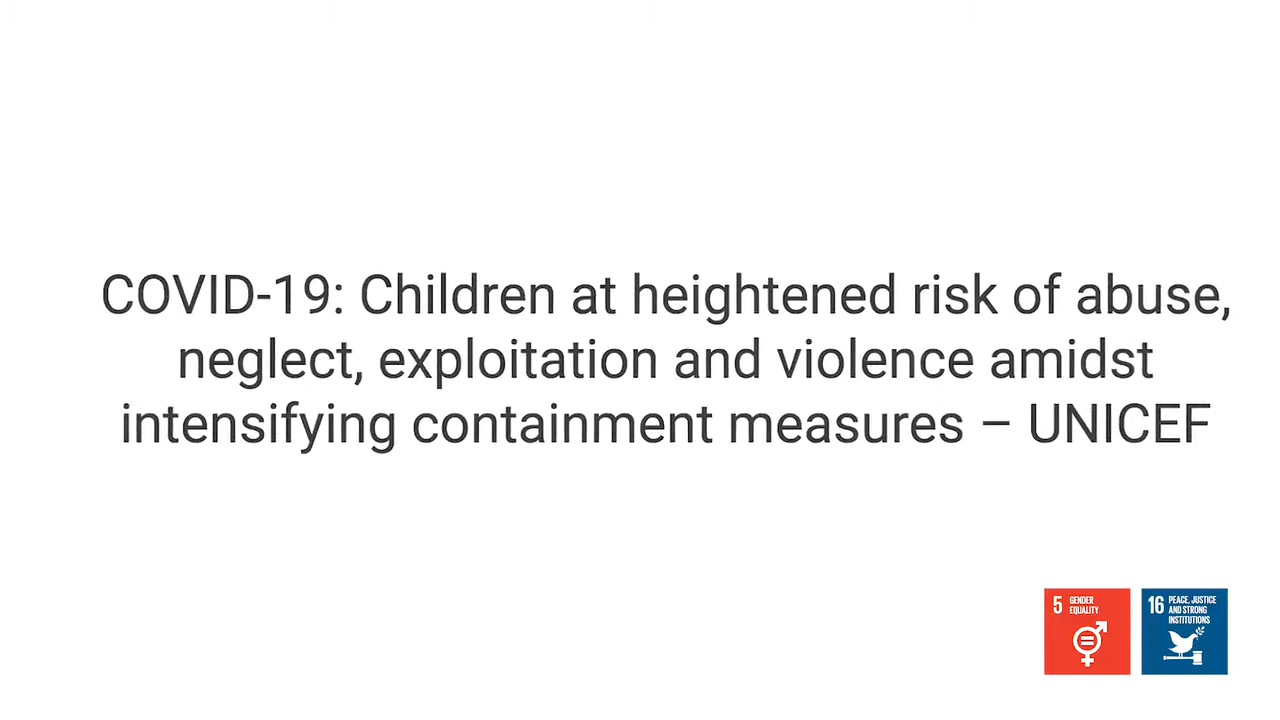 COVID-19: Children at heightened risk of abuse,
neglect, exploitation and violence amidst
intensifying containment measures – UNICEF
5 GENDER
EQUALITY
16 PEACE, JUSTICE
AND STRONG
INSTITUTIONS